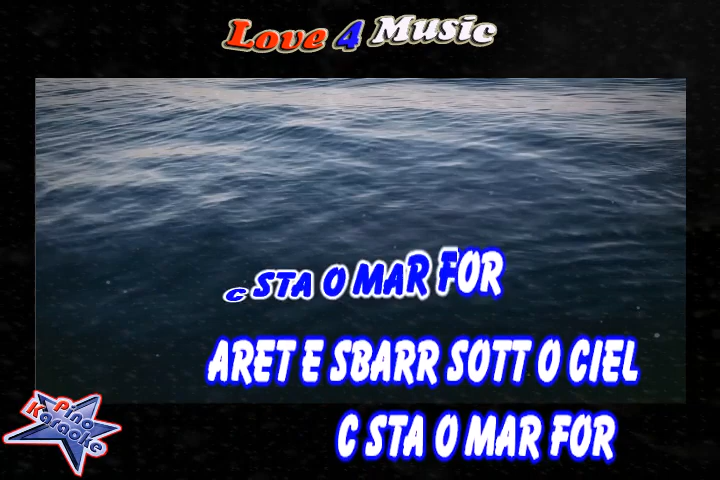 Love 4 Music
C STA O MAR FOR
ARET E SBARR SOTT O CIEL
C STA O MAR FOR
Pino
Karaoke